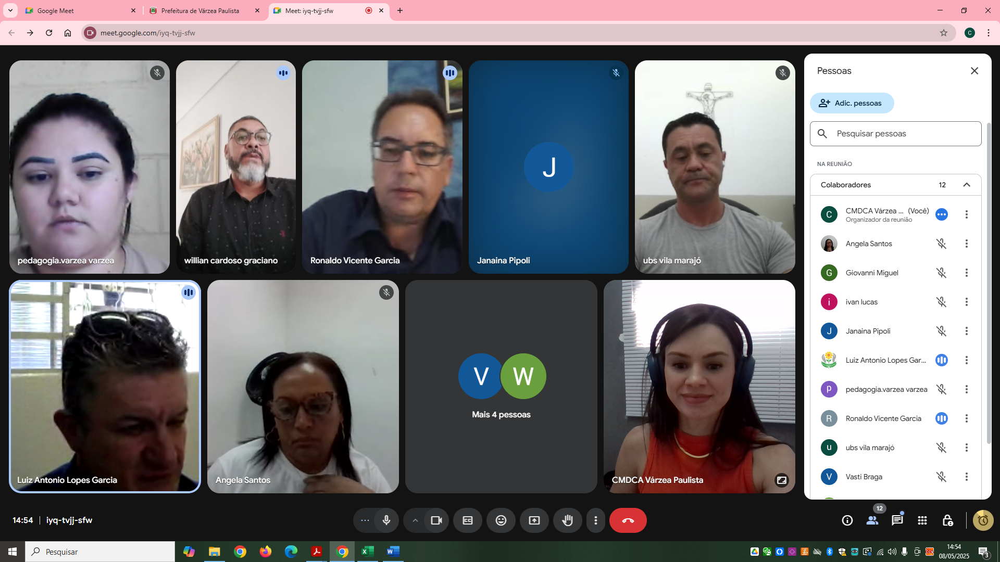 Google Meet
Prefeitura de Várzea Paulista
Meet: iyq-tvjj-sfw
meet.google.com/iyq-tvjj-sfw
C
pedagogia.varzea varzea
willian cardoso graciano
Ronaldo Vicente Garcia
J
Janaina Pipoli
ubs vila marajó
Luiz Antonio Lopes Garcia
Angela Santos
V
W
Mais 4 pessoas
CMDCA Várzea Paulista
Pessoas
Adic. pessoas
Pesquisar pessoas
NA REUNIÃO
Colaboradores 12
C CMDCA Várzea ... (Você)
Organizador da reunião
Angela Santos
G Giovanni Miguel
i ivan lucas
J Janaina Pipoli
Luiz Antonio Lopes Gar...
p pedagogia.varzea varzea
R Ronaldo Vicente Garcia
u ubs vila marajó
V Vasti Braga
14:54 | iyq-tvjj-sfw
12
Pesquisar
14:54
08/05/2025
3